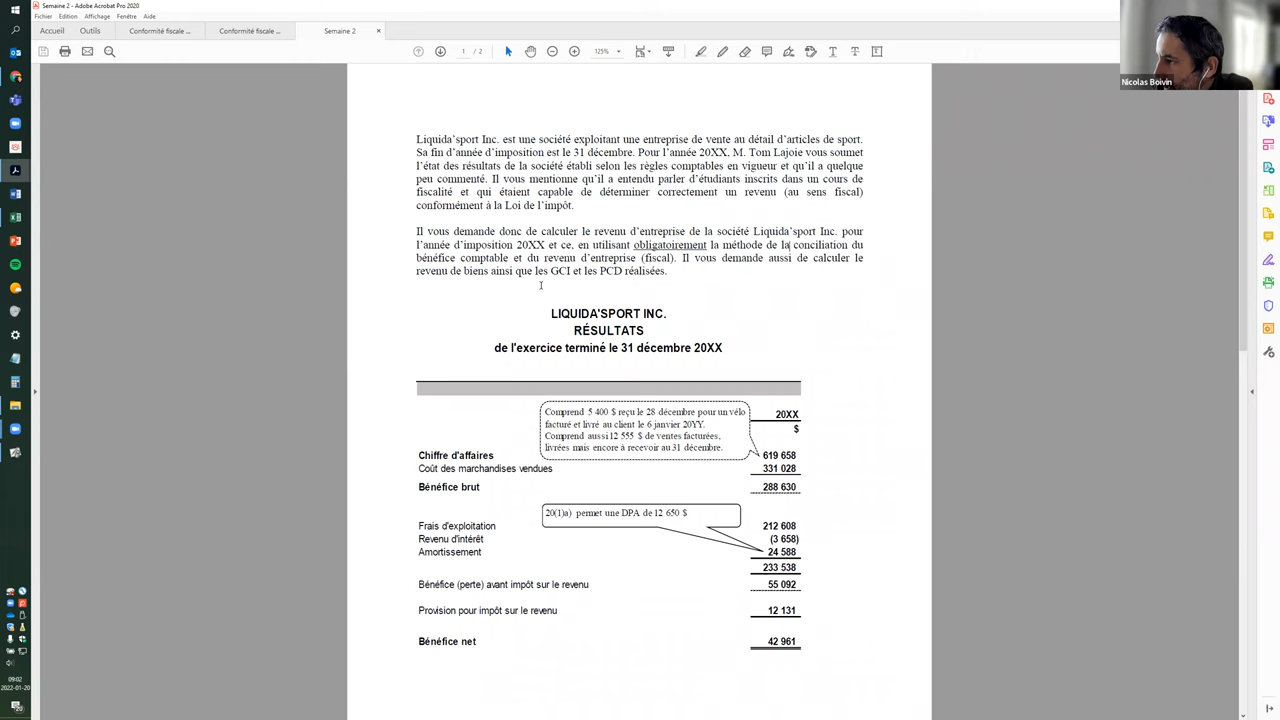 Semaine 2 - Adobe Acrobat Pro 2020
Fichier Edition Affichage Fenêtre Aide
Accueil Outils Conformité fiscale ... Conformité fiscale ... Semaine 2 ×
1 / 2 125%
Nicolas Boivin
Liquida'sport Inc. est une société exploitant une entreprise de vente au détail d'articles de sport.
Sa fin d'année d'imposition est le 31 décembre. Pour l'année 20XX, M. Tom Lajoie vous soumet
l'état des résultats de la société établi selon les règles comptables en vigueur et qu'il a quelque
peu commenté. Il vous mentionne qu'il a entendu parler d'étudiants inscrits dans un cours de
fiscalité et qui étaient capable de déterminer correctement un revenu (au sens fiscal)
conformément à la Loi de l'impôt.
Il vous demande donc de calculer le revenu d'entreprise de la société Liquida'sport Inc. pour
l'année d'imposition 20XX et ce, en utilisant obligatoirement la méthode de la conciliation du
bénéfice comptable et du revenu d'entreprise (fiscal). Il vous demande aussi de calculer le
revenu de biens ainsi que les GCI et les PCD réalisées.
LIQUIDA'SPORT INC.
RÉSULTATS
de l'exercice terminé le 31 décembre 20XX
Comprend 5 400 $ reçu le 28 décembre pour un vélo
facturé et livré au client le 6 janvier 20YY.
Comprend aussi 12 555 $ de ventes facturées,
livrées mais encore à recevoir au 31 décembre.
20XX
$
Chiffre d'affaires 619 658
Coût des marchandises vendues 331 028
Bénéfice brut 288 630
20(1)a) permet une DPA de 12 650 $
Frais d'exploitation 212 608
Revenu d'intérêt (3 658)
Amortissement 24 588
233 538
Bénéfice (perte) avant impôt sur le revenu 55 092
Provision pour impôt sur le revenu 12 131
Bénéfice net 42 961
09:02
2022-01-20